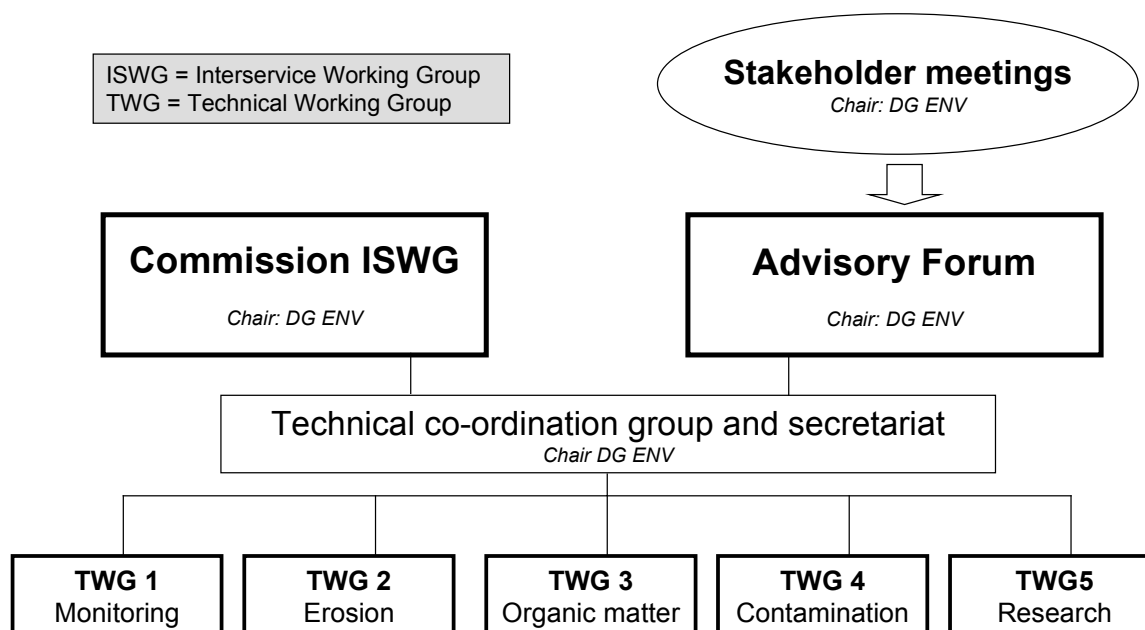 ISWG = Interservice Working Group
TWG = Technical Working Group
Stakeholder meetings
Chair: DG ENV
Commission ISWG
Chair: DG ENV
Advisory Forum
Chair: DG ENV
Technical co-ordination group and secretariat
Chair DG ENV
TWG 1
Monitoring
TWG 2
Erosion
TWG 3
Organic matter
TWG 4
Contamination
TWG5
Research